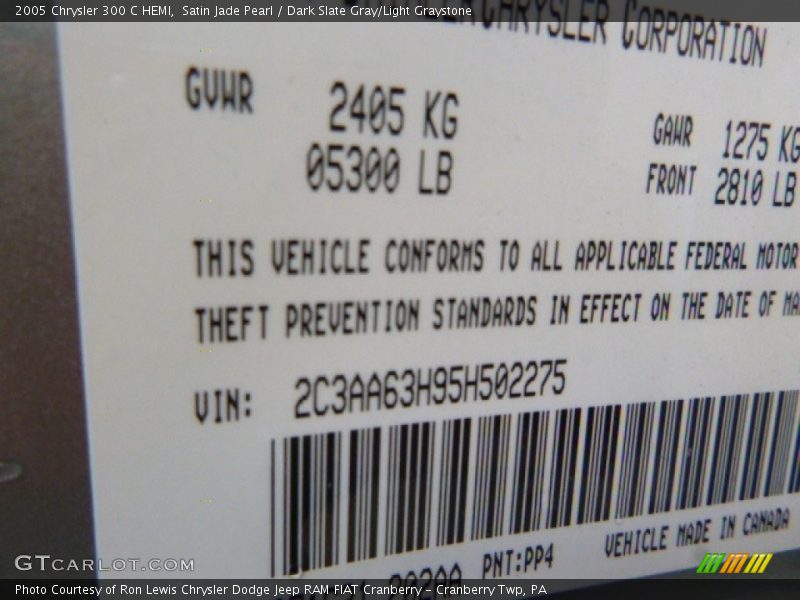 2005 Chrysler 300 C HEMI, Satin Jade Pearl / Dark Slate Gray/Light Graystone
CHRYSLER CORPORATION
GVWR 2405 KG GAWR 1275 KG
05300 LB FRONT 2810 LB
THIS VEHICLE CONFORMS TO ALL APPLICABLE FEDERAL MOTOR
THEFT PREVENTION STANDARDS IN EFFECT ON THE DATE OF MA
VIN: 2C3AA63H95H502275
VEHICLE MADE IN CANADA
202AA PNT:PP4
GTCARLOT.COM
Photo Courtesy of Ron Lewis Chrysler Dodge Jeep RAM FIAT Cranberry - Cranberry Twp, PA